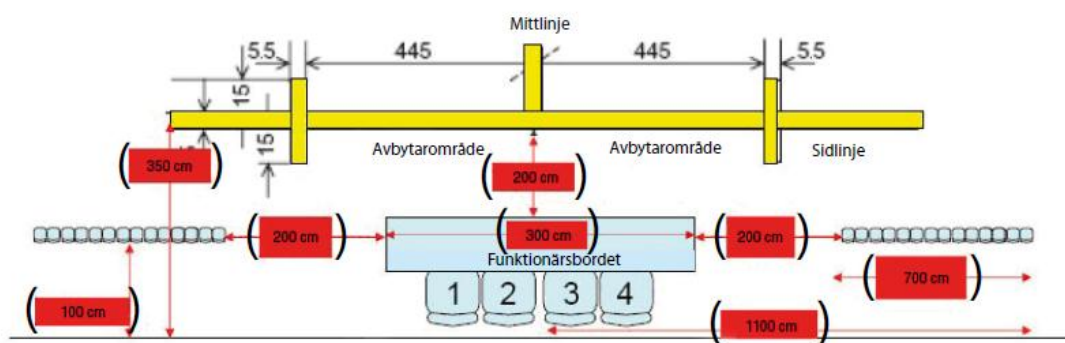 Mittlinje
5.5
445
445
5.5
15
15
Avbytarområde
Avbytarområde
Sidlinje
(350 cm)
(200 cm)
(200 cm)
(300 cm)
(200 cm)
Funktionärsbordet
(700 cm)
1
2
3
4
(100 cm)
(1100 cm)